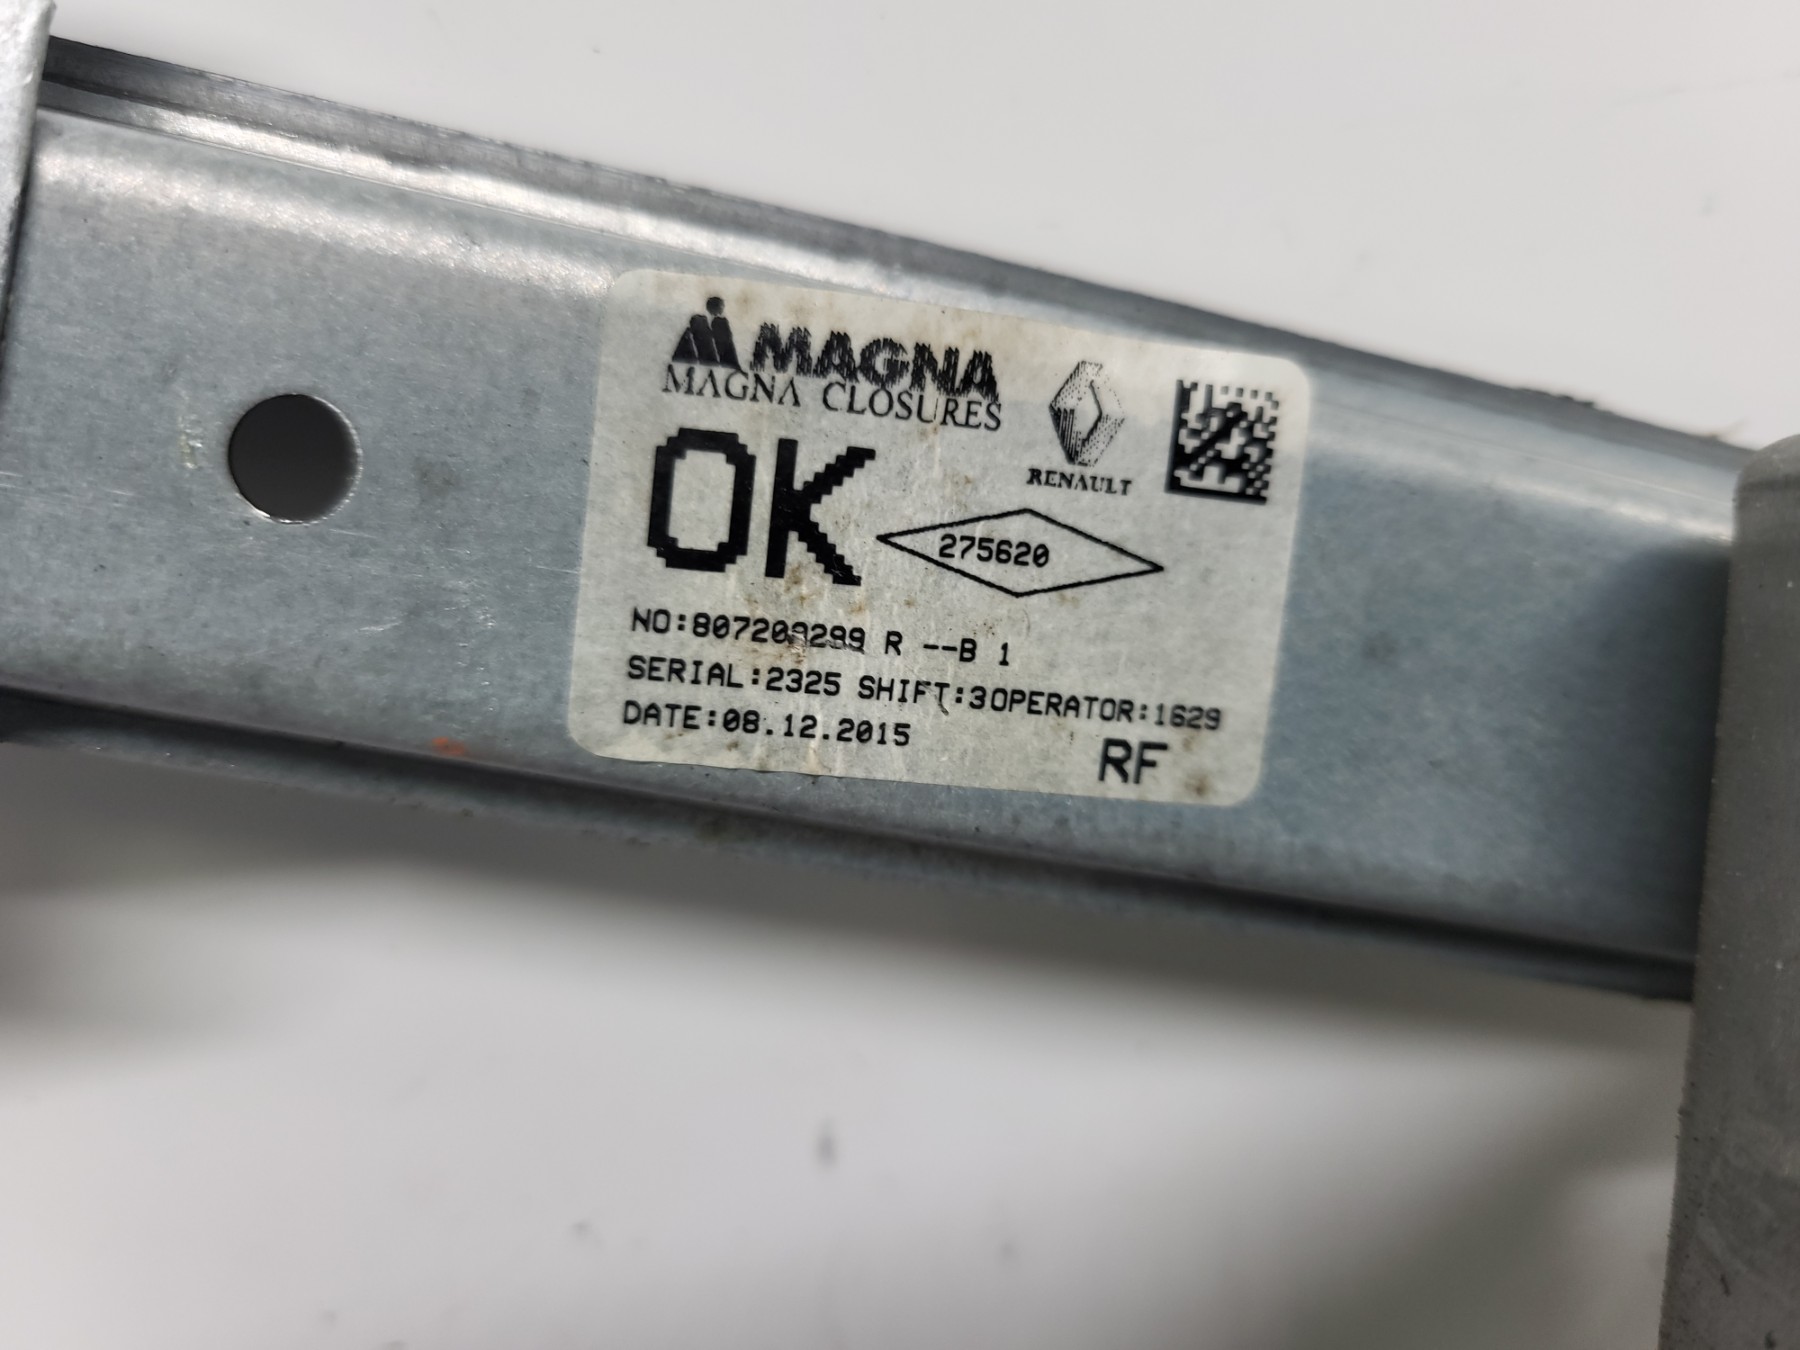 MAGNA
MAGNA CLOSURES
RENAULT
OK
275620
NO:807209299 R --B 1
SERIAL:2325 SHIFT:3OPERATOR:1629
DATE:08.12.2015
RF